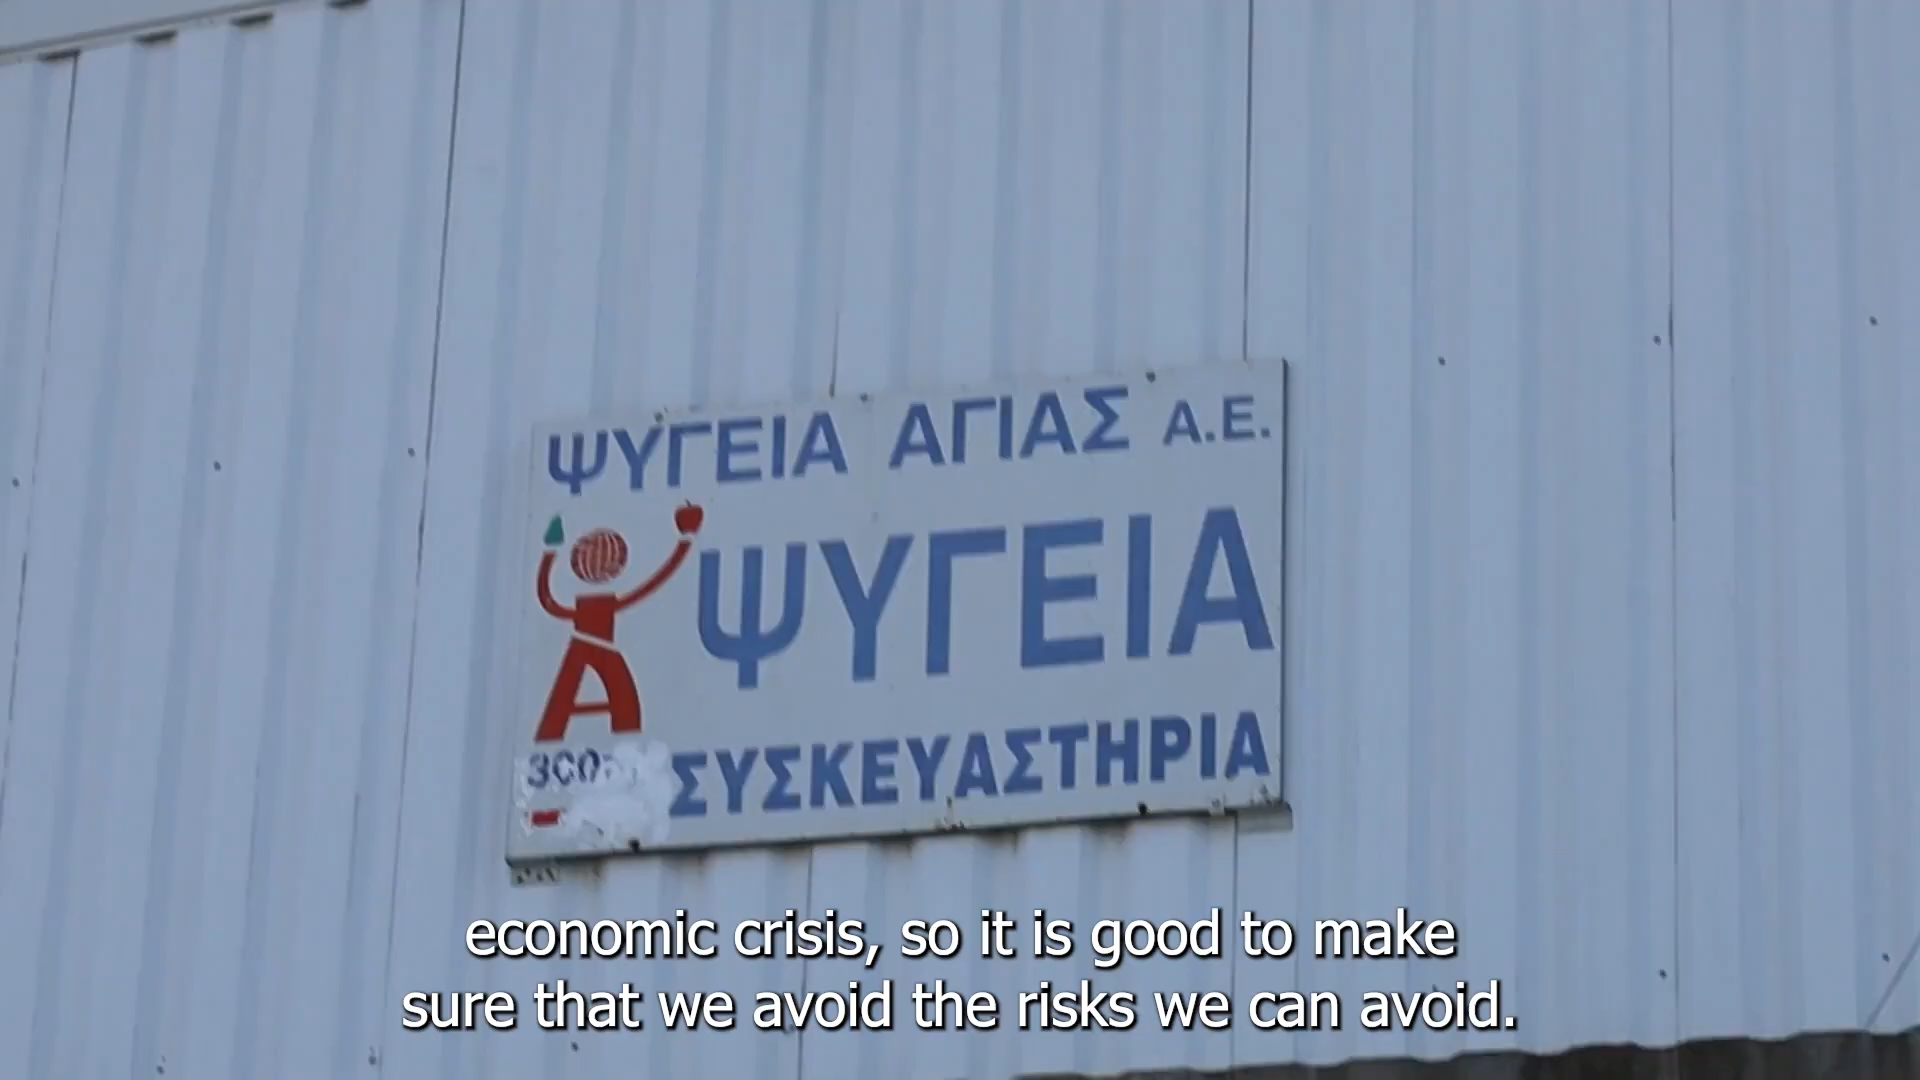 ΨΥΓΕΙΑ ΑΓΙΑΣ Α.Ε.
ΨΥΓΕΙΑ
ΣΥΣΚΕΥΑΣΤΗΡΙΑ
economic crisis, so it is good to make
sure that we avoid the risks we can avoid.